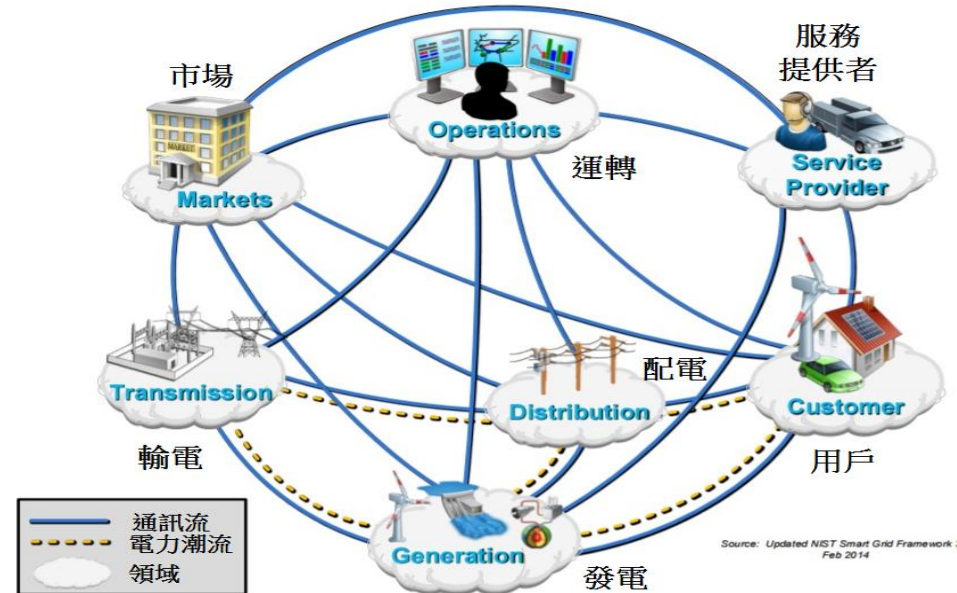 市場
服務
提供者
MARKET
Operations
運轉
Service
Provider
Markets
配電
Transmission
Distribution
Customer
輸電
用戶
通訊流
電力潮流
領域
Generation
發電
Source: Updated NIST Smart Grid Framework
Feb 2014